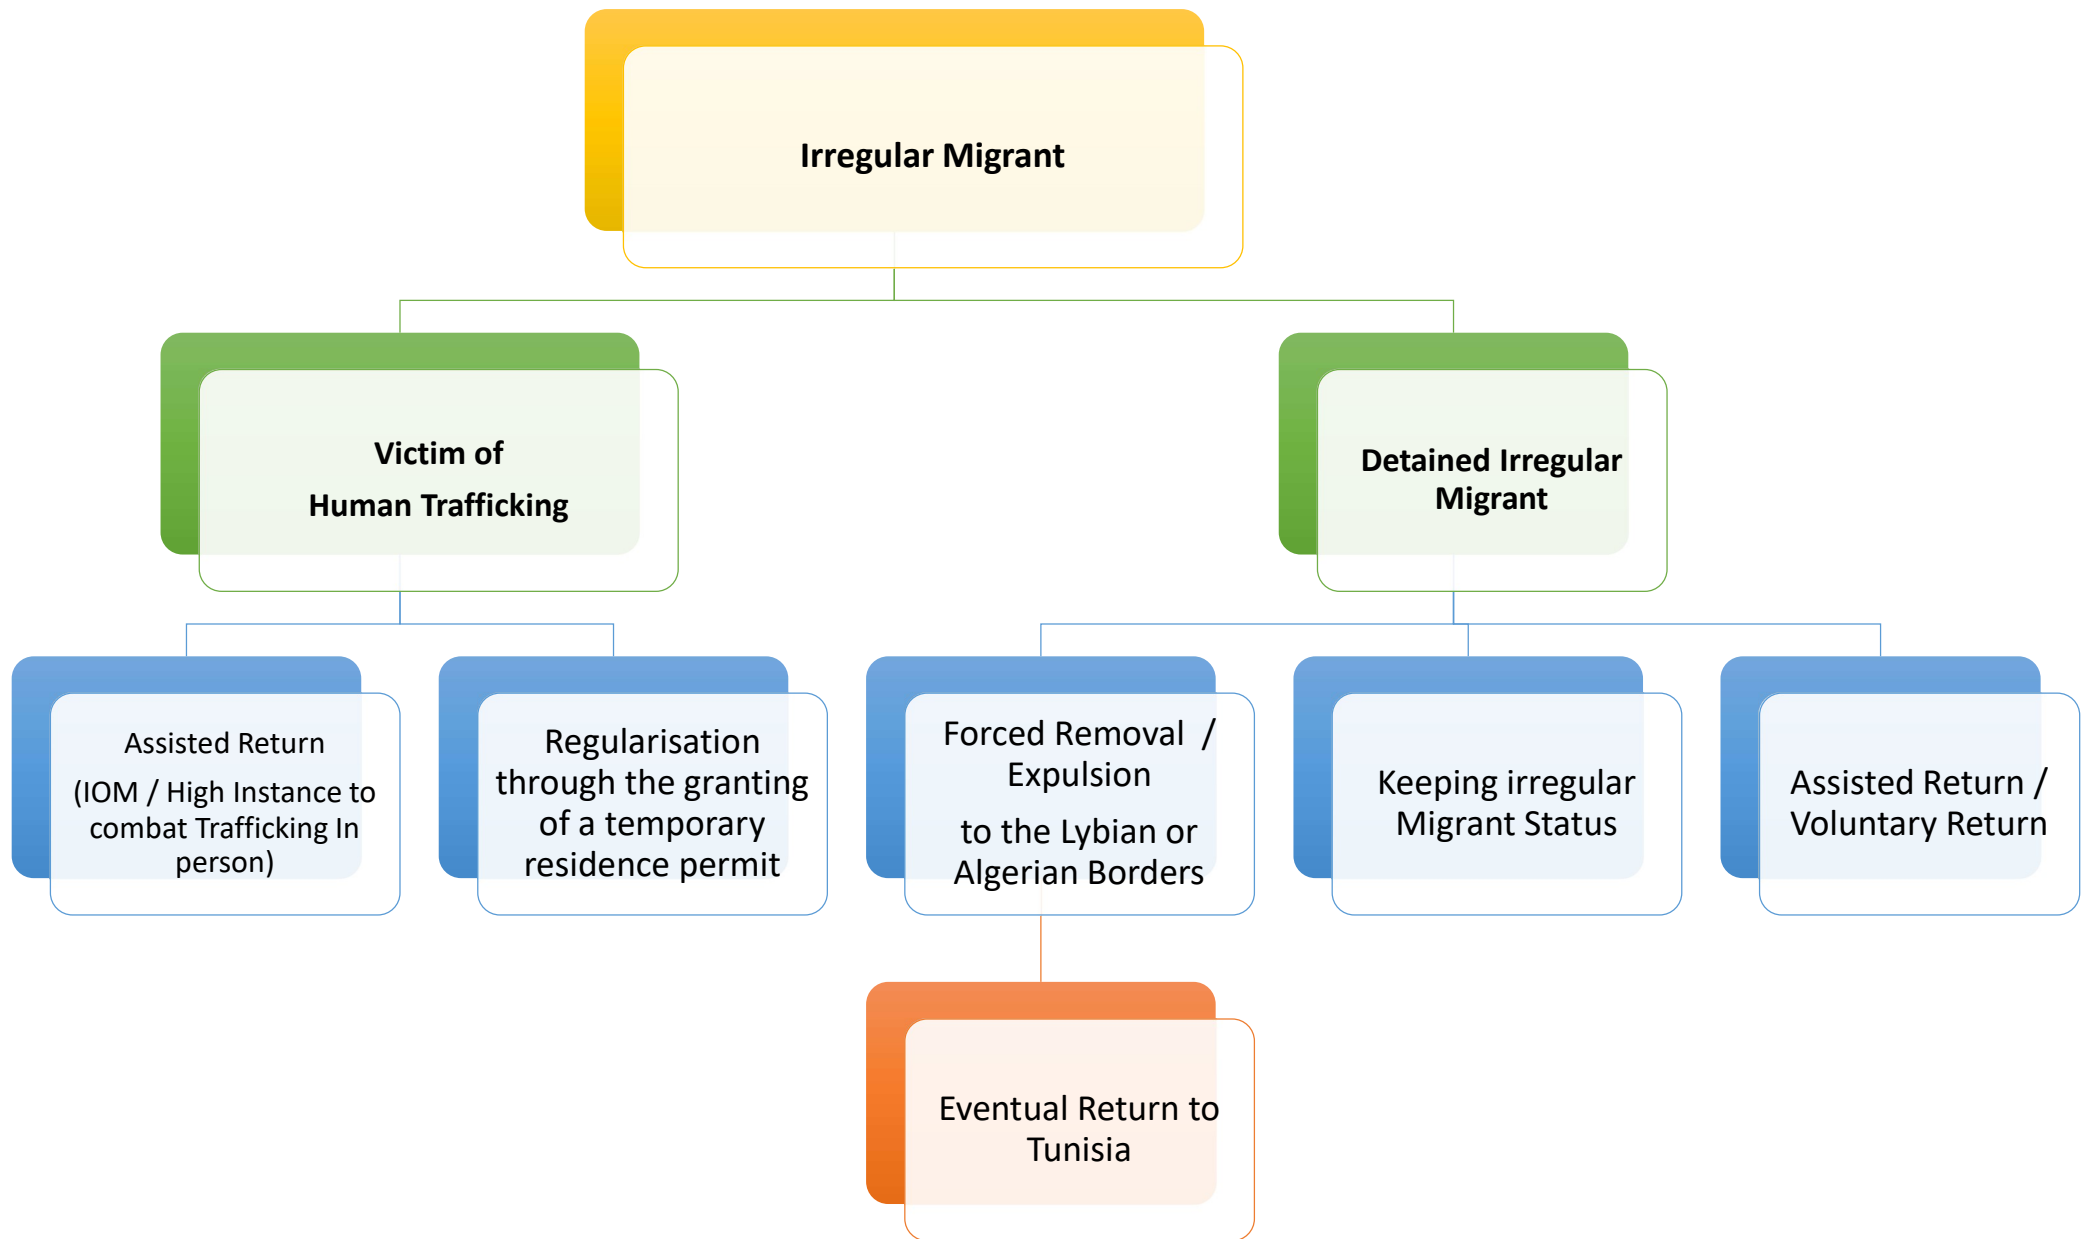 Irregular Migrant
Victim of
Human Trafficking
Detained Irregular
Migrant
Assisted Return
(IOM / High Instance to
combat Trafficking In
person)
Regularisation
through the granting
of a temporary
residence permit
Forced Removal /
Expulsion
to the Lybian or
Algerian Borders
Keeping irregular
Migrant Status
Assisted Return /
Voluntary Return
Eventual Return to
Tunisia